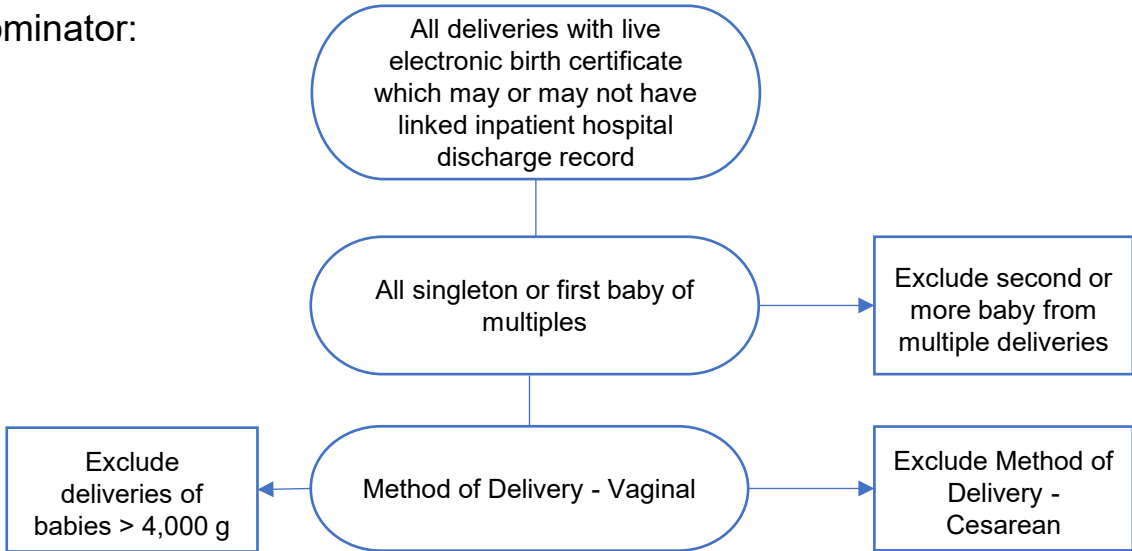 ominator:
All deliveries with live
electronic birth certificate
which may or may not have
linked inpatient hospital
discharge record
All singleton or first baby of
multiples
Exclude second or
more baby from
multiple deliveries
Exclude
deliveries of
babies > 4,000 g
Method of Delivery - Vaginal
Exclude Method of
Delivery -
Cesarean